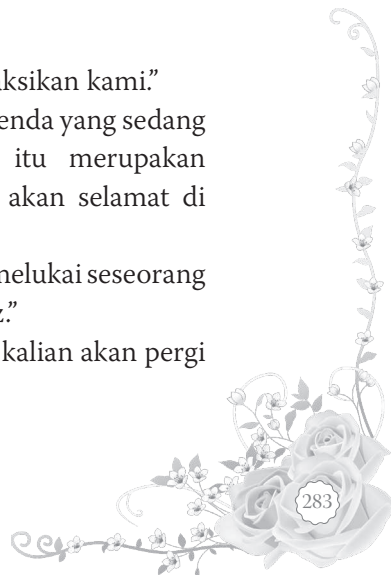 aksikan kami.”
enda yang sedang
itu merupakan
akan selamat di
melukai seseorang
z.”
kalian akan pergi
283